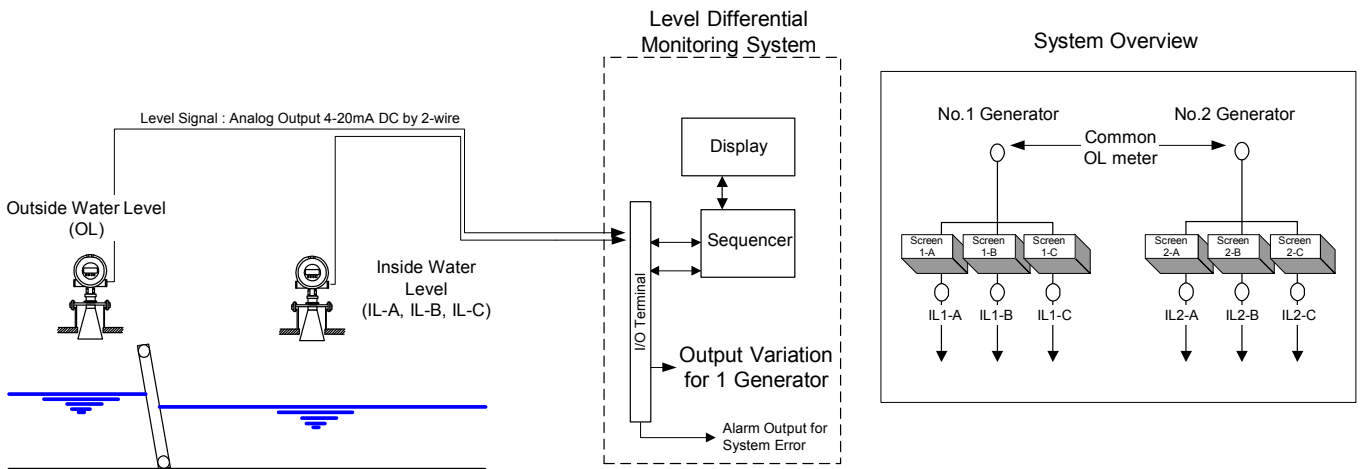 Level Differential
Monitoring System
System Overview
Level Signal : Analog Output 4-20mA DC by 2-wire
Outside Water Level
(OL)
Inside Water
Level
(IL-A, IL-B, IL-C)
Display
Sequencer
I/O Terminal
Output Variation
for 1 Generator
Alarm Output for
System Error
No.1 Generator
No.2 Generator
Common
OL meter
Screen
1-A
Screen
1-B
Screen
1-C
Screen
2-A
Screen
2-B
Screen
2-C
IL1-A
IL1-B
IL1-C
IL2-A
IL2-B
IL2-C